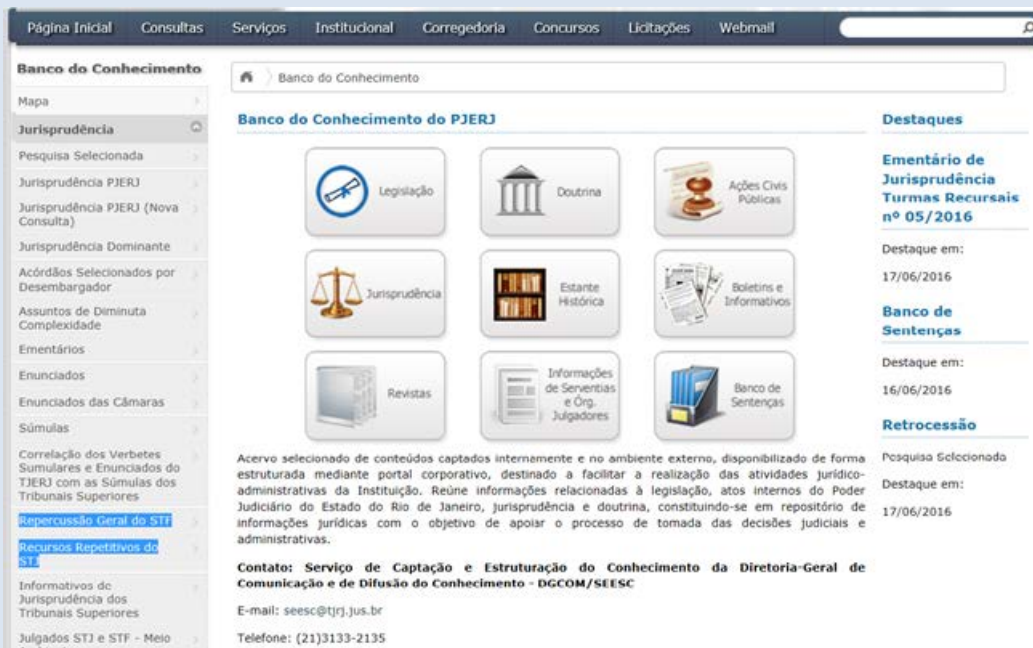 Página Inicial Consultas Serviços Institucional Corregedoria Concursos Licitações Webmail
Banco do Conhecimento
Mapa
Jurisprudência
Pesquisa Selecionada
Jurisprudência PJERJ
Jurisprudência PJERJ (Nova
Consulta)
Jurisprudência Dominante
Acórdãos Selecionados por
Desembargador
Assuntos de Diminuta
Complexidade
Ementários
Enunciados
Enunciados das Câmaras
Súmulas
Correlação dos Verbetes
Sumulares e Enunciados do
TJERJ com as Súmulas dos
Tribunais Superiores
Repercussão Geral do STF
Recursos Repetitivos do
STJ
Informativos de
Jurisprudência dos
Tribunais Superiores
Julgados STJ e STF - Meio
Banco do Conhecimento
Banco do Conhecimento do PJERJ
Legislação
Doutrina
Ações Civis
Públicas
Jurisprudência
Estante
Histórica
Boletins e
Informativos
Revistas
Informações
de Serventias
e Órg.
Julgadores
Banco de
Sentenças
Acervo selecionado de conteúdos captados internamente e no ambiente externo, disponibilizado de forma
estruturada mediante portal corporativo, destinado a facilitar a realização das atividades jurídico-
administrativas da Instituição. Reúne informações relacionadas à legislação, atos internos do Poder
Judiciário do Estado do Rio de Janeiro, jurisprudência e doutrina, constituindo-se em repositório de
informações jurídicas com o objetivo de apoiar o processo de tomada das decisões judiciais e
administrativas.
Contato: Serviço de Captação e Estruturação do Conhecimento da Diretoria-Geral de
Comunicação e de Difusão do Conhecimento - DGCOM/SEESC
E-mail: seesc@tjrj.jus.br
Telefone: (21)3133-2135
Destaques
Ementário de
Jurisprudência
Turmas Recursais
nº 05/2016
Destaque em:
17/06/2016
Banco de
Sentenças
Destaque em:
16/06/2016
Retrocessão
Pesquisa Selecionada
Destaque em:
17/06/2016